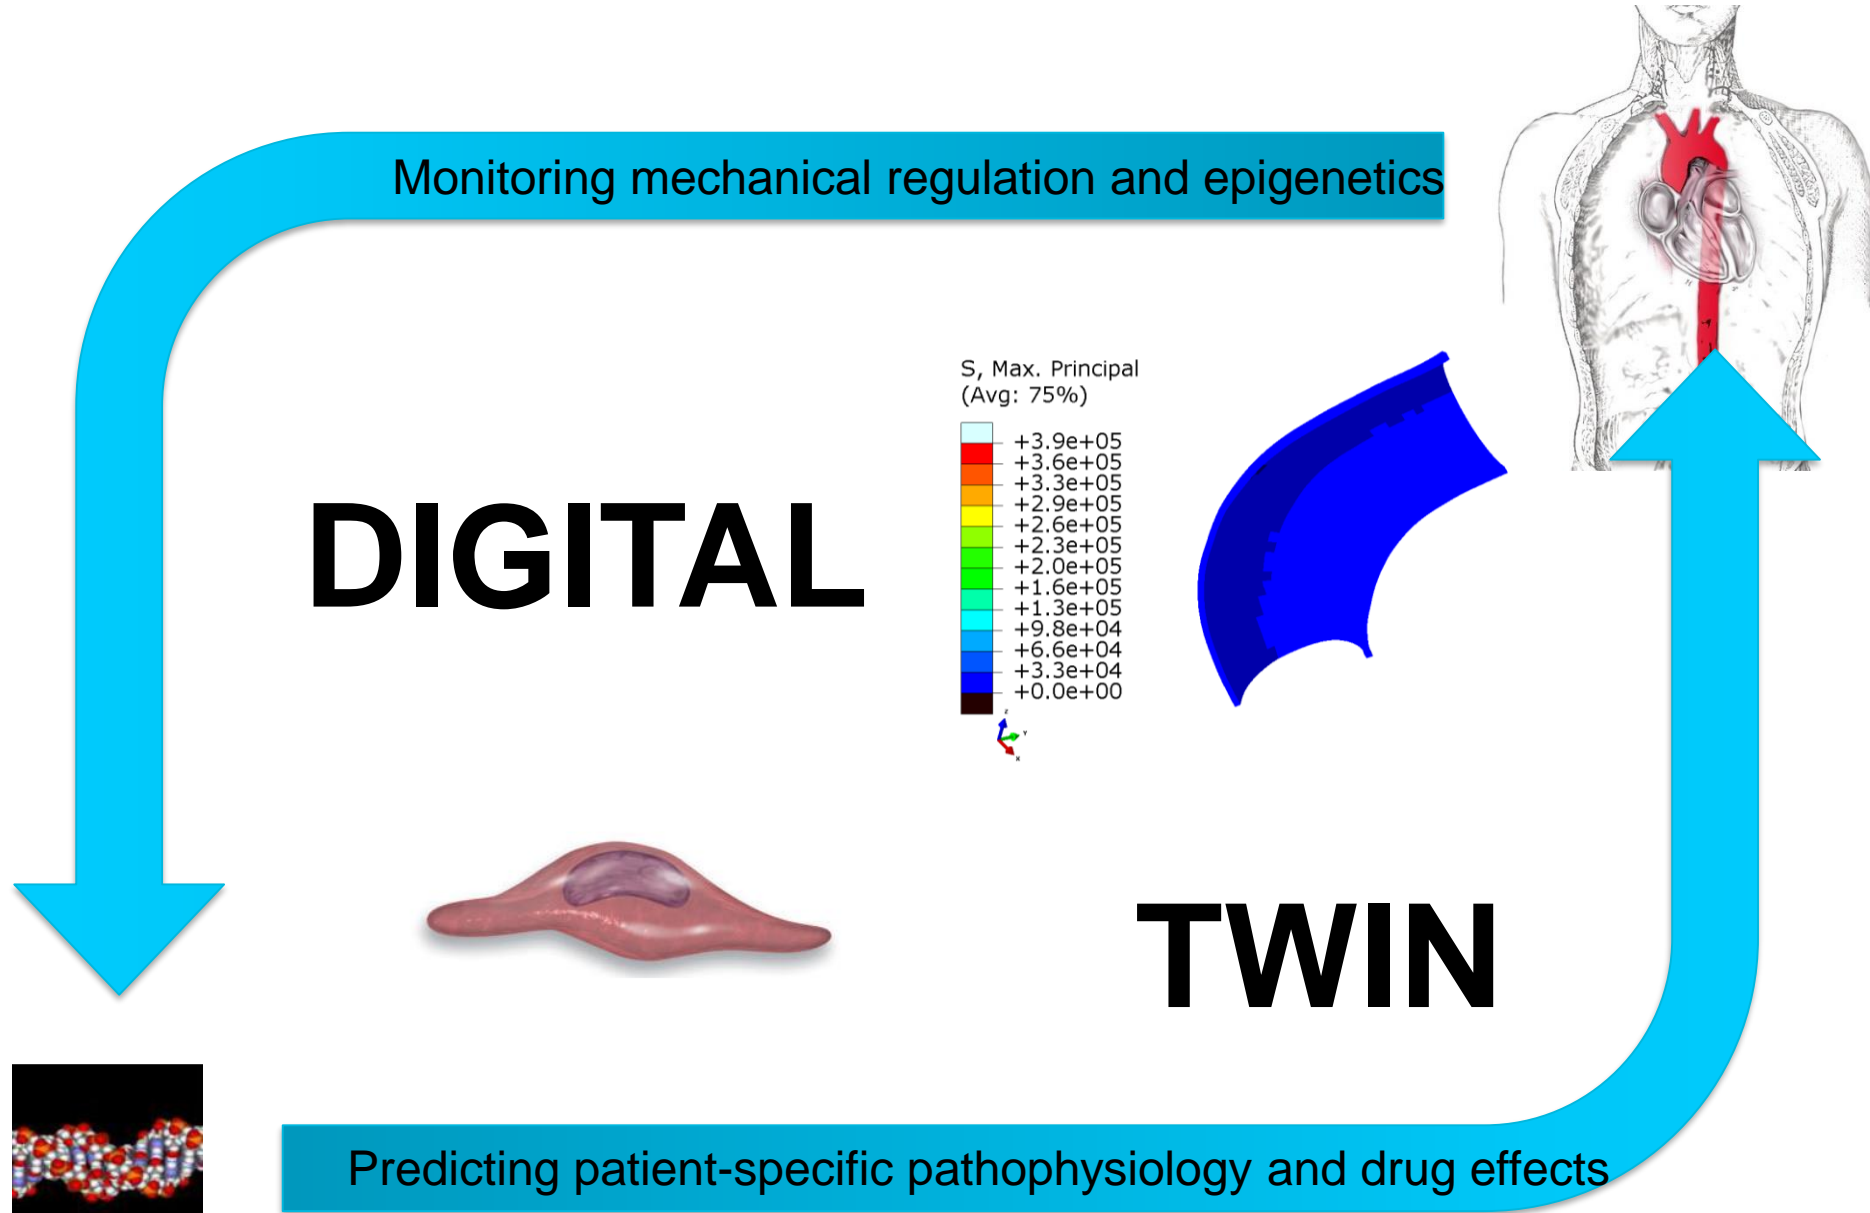 Monitoring mechanical regulation and epigenetics
S, Max. Principal
(Avg: 75%)
+3.9e+05
+3.6e+05
+3.3e+05
+2.9e+05
+2.6e+05
+2.3e+05
+2.0e+05
+1.6e+05
+1.3e+05
+9.8e+04
+6.6e+04
+3.3e+04
+0.0e+00
DIGITAL
Z
Y
X
TWIN
Predicting patient-specific pathophysiology and drug effects